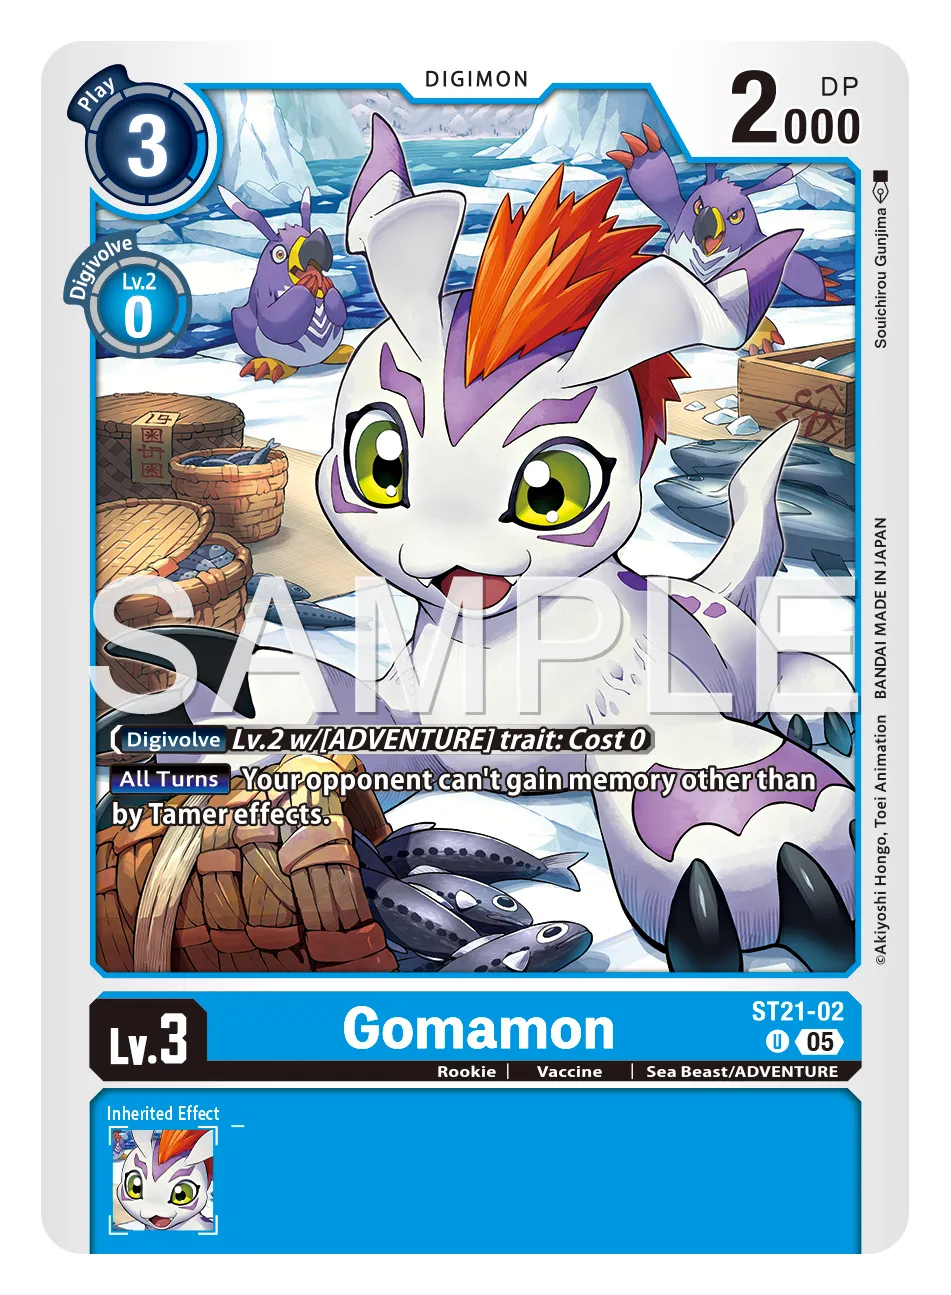 DIGIMON
Play
3
2000
DP
Digivolve
Lv.2
0
Souichirou Gunjima
SAMPLE
Digivolve Lv.2 w/[ADVENTURE] trait: Cost 0
All Turns Your opponent can't gain memory other than
by Tamer effects.
©Akiyoshi Hongo, Toei Animation BANDAI MADE IN JAPAN
Lv.3
Gomamon
ST21-02
U 05
Rookie | Vaccine | Sea Beast/ADVENTURE
Inherited Effect –